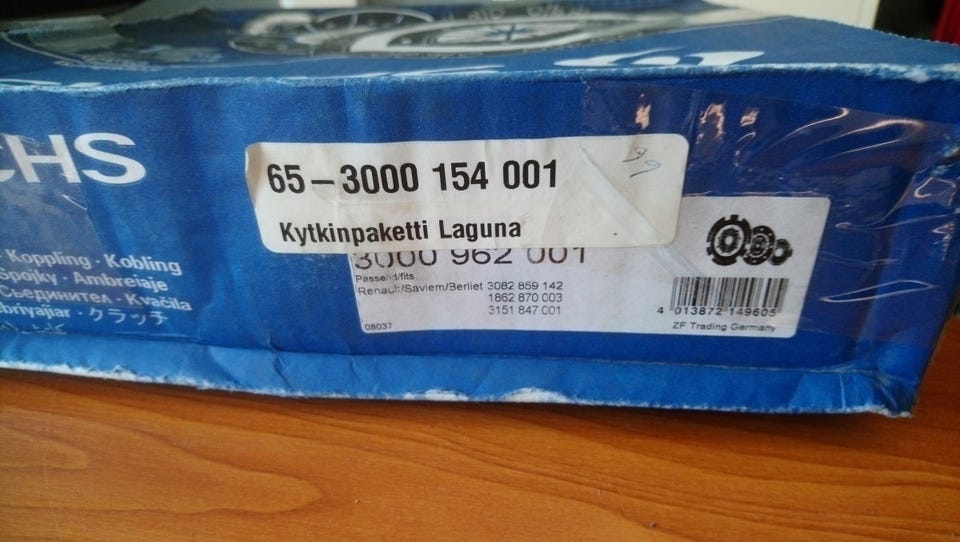 CHS
65-3000 154 001
Kytkinpaketti Laguna
3000 962 001
Passend/fits
Renault/Saviem/Berliet 3082 859 142
1862 870 003
3151 847 001
08037
4 013872 149605
ZF Trading Germany
Koppling · Kobling
Spojky · Ambreiaje
Съединител · Kvačila
· クラッチ